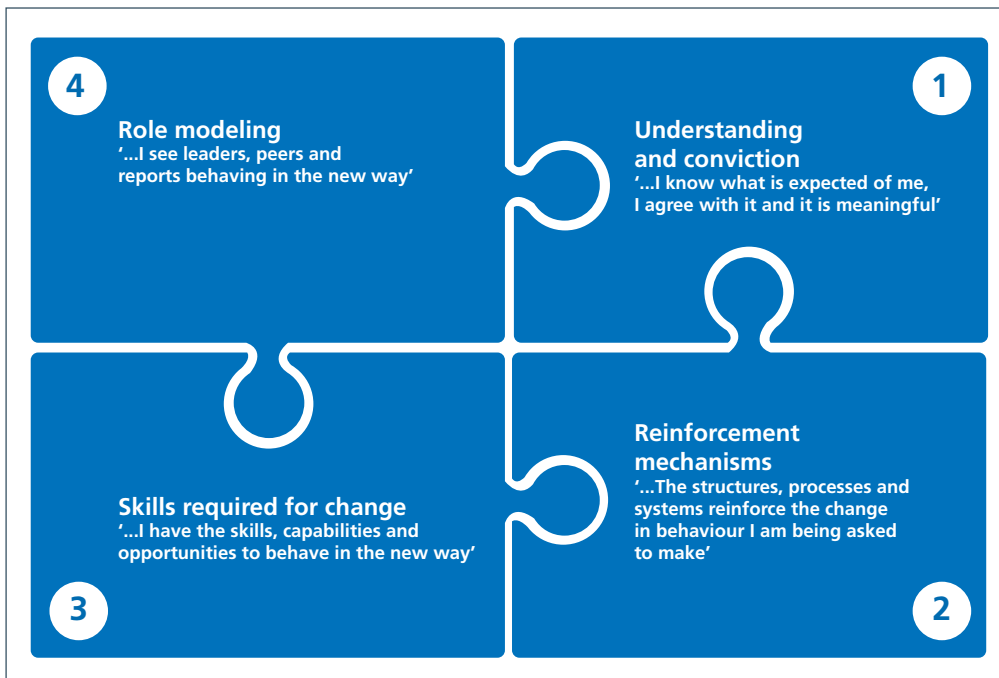 4
Role modeling
‘...I see leaders, peers and
reports behaving in the new way’
1
Understanding
and conviction
‘...I know what is expected of me,
I agree with it and it is meaningful’
Skills required for change
‘...I have the skills, capabilities and
opportunities to behave in the new way’
3
Reinforcement
mechanisms
‘...The structures, processes and
systems reinforce the change
in behaviour I am being asked
to make’
2